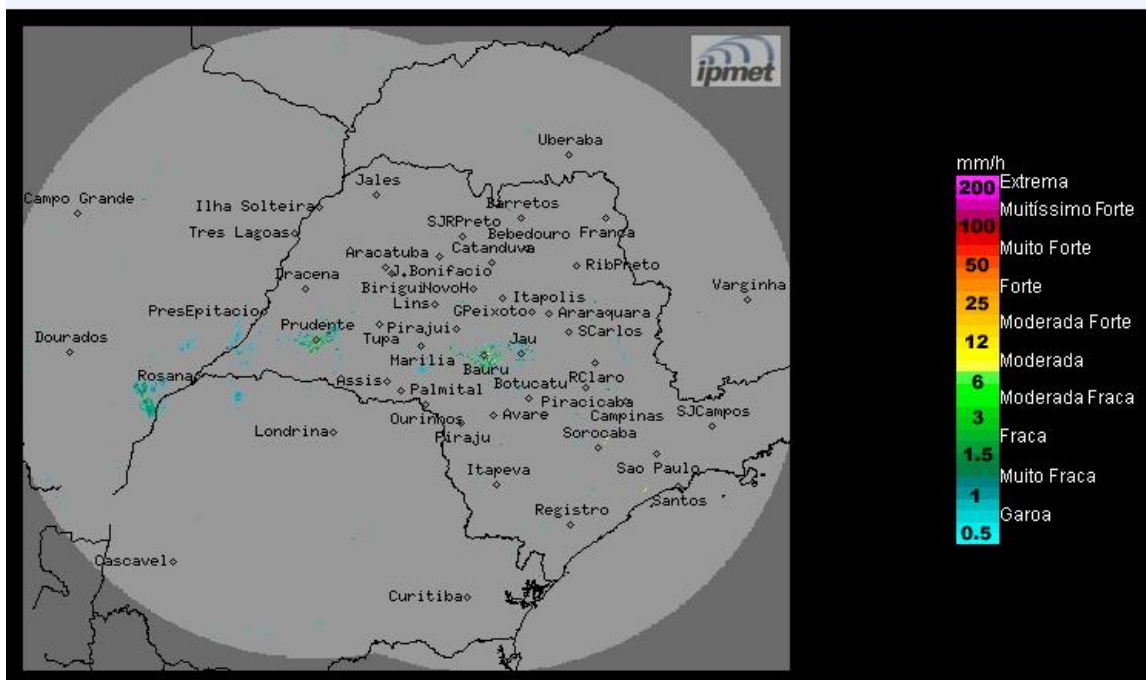 ipmet
Uberaba
mm/h
Jales
200 Extrema
Campo Grande
Ilha Solteira
Barretos
Muitíssimo Forte
SJRPreto
Tres Lagoas
Bebedouro
Franca
100
Aracatuba
Catanduva
Muito Forte
J.Bonifacio
RibPreto
50
Dracena
Birigui
NovoH
Itapolis
Varginha
Forte
Lins
GPeixoto
Araraquara
25
PresEpitacio
Prudente
Pirajui
SCarlos
Moderada Forte
Dourados
Tupa
Jau
12
Marilia
Bauru
Moderada
Rosana
Assis
RClaro
6
Palmital
Botucatu
Piracicaba
Moderada Fraca
Ourinhos
Avare
Campinas
SJCampos
3
Londrina
Piraju
Sorocaba
Fraca
1.5
Itapeva
Sao Paulo
Muito Fraca
Santos
1
Registro
Garoa
0.5
Cascavel
Curitiba